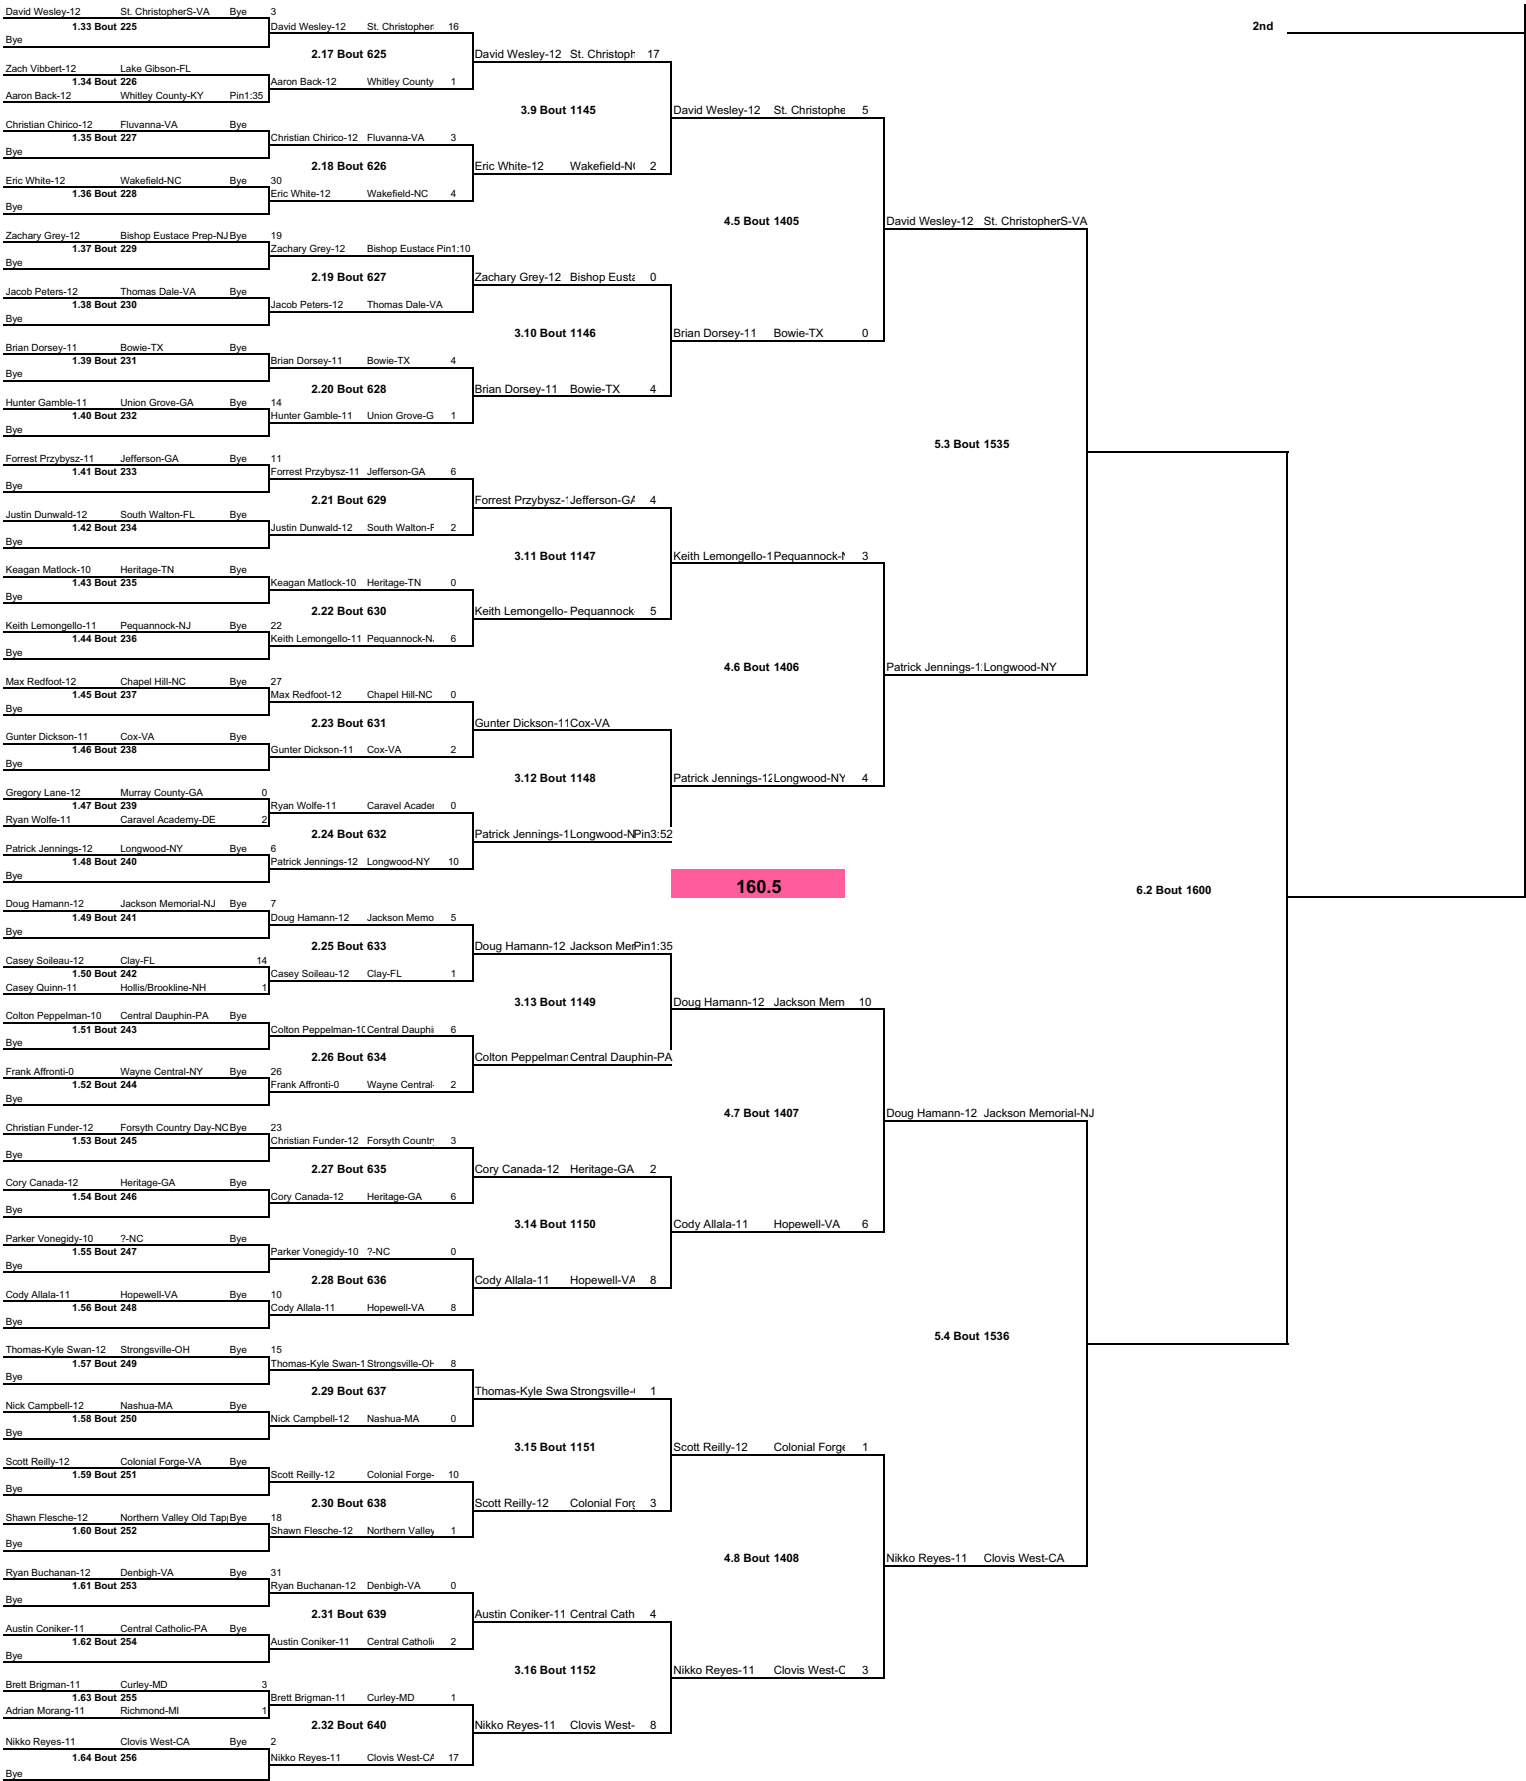 David Wesley-12 St. ChristopherS-VA Bye 3
1.33 Bout 225
Bye
Zach Vibbert-12 Lake Gibson-FL
1.34 Bout 226
Aaron Back-12 Whitley County-KY Pin1:35
Christian Chirico-12 Fluvanna-VA Bye
1.35 Bout 227
Bye
Eric White-12 Wakefield-NC Bye 30
1.36 Bout 228
Bye
Zachary Grey-12 Bishop Eustace Prep-NJ Bye 19
1.37 Bout 229
Bye
Jacob Peters-12 Thomas Dale-VA Bye
1.38 Bout 230
Bye
Brian Dorsey-11 Bowie-TX Bye
1.39 Bout 231
Bye
Hunter Gamble-11 Union Grove-GA Bye 14
1.40 Bout 232
Bye
Forrest Przybysz-11 Jefferson-GA Bye 11
1.41 Bout 233
Bye
Justin Dunwald-12 South Walton-FL Bye
1.42 Bout 234
Bye
Keagan Matlock-10 Heritage-TN Bye
1.43 Bout 235
Bye
Keith Lemongello-11 Pequannock-NJ Bye 22
1.44 Bout 236
Bye
Max Redfoot-12 Chapel Hill-NC Bye 27
1.45 Bout 237
Bye
Gunter Dickson-11 Cox-VA Bye
1.46 Bout 238
Bye
Gregory Lane-12 Murray County-GA 0
1.47 Bout 239
Ryan Wolfe-11 Caravel Academy-DE 2
Patrick Jennings-12 Longwood-NY Bye 6
1.48 Bout 240
Bye
Doug Hamann-12 Jackson Memorial-NJ Bye 7
1.49 Bout 241
Bye
Casey Soileau-12 Clay-FL 14
1.50 Bout 242
Casey Quinn-11 Hollis/Brookline-NH 1
Colton Peppelman-10 Central Dauphin-PA Bye
1.51 Bout 243
Bye
Frank Affronti-0 Wayne Central-NY Bye 26
1.52 Bout 244
Bye
Christian Funder-12 Forsyth Country Day-NC Bye 23
1.53 Bout 245
Bye
Cory Canada-12 Heritage-GA Bye
1.54 Bout 246
Bye
Parker Vonegidy-10 ?-NC Bye
1.55 Bout 247
Bye
Cody Allala-11 Hopewell-VA Bye 10
1.56 Bout 248
Bye
Thomas-Kyle Swan-12 Strongsville-OH Bye 15
1.57 Bout 249
Bye
Nick Campbell-12 Nashua-MA Bye
1.58 Bout 250
Bye
Scott Reilly-12 Colonial Forge-VA Bye
1.59 Bout 251
Bye
Shawn Flesche-12 Northern Valley Old Tap Bye 18
1.60 Bout 252
Bye
Ryan Buchanan-12 Denbigh-VA Bye 31
1.61 Bout 253
Bye
Austin Coniker-11 Central Catholic-PA Bye
1.62 Bout 254
Bye
Brett Brigman-11 Curley-MD 3
1.63 Bout 255
Adrian Morang-11 Richmond-MI 1
Nikko Reyes-11 Clovis West-CA Bye 2
1.64 Bout 256
Bye
David Wesley-12 St. Christopher 16
2.17 Bout 625
Aaron Back-12 Whitley County 1
Christian Chirico-12 Fluvanna-VA 3
2.18 Bout 626
Eric White-12 Wakefield-NC 4
Zachary Grey-12 Bishop Eustace Pin1:10
2.19 Bout 627
Jacob Peters-12 Thomas Dale-VA
Brian Dorsey-11 Bowie-TX 4
2.20 Bout 628
Hunter Gamble-11 Union Grove-G 1
Forrest Przybysz-11 Jefferson-GA 6
2.21 Bout 629
Justin Dunwald-12 South Walton-F 2
Keagan Matlock-10 Heritage-TN 0
2.22 Bout 630
Keith Lemongello-11 Pequannock-N 6
Max Redfoot-12 Chapel Hill-NC 0
2.23 Bout 631
Gunter Dickson-11 Cox-VA 2
Ryan Wolfe-11 Caravel Acader 0
2.24 Bout 632
Patrick Jennings-12 Longwood-NY 10
Doug Hamann-12 Jackson Memo 5
2.25 Bout 633
Casey Soileau-12 Clay-FL 1
Colton Peppelman-10 Central Dauphi 6
2.26 Bout 634
Frank Affronti-0 Wayne Central- 2
Christian Funder-12 Forsyth Country 3
2.27 Bout 635
Cory Canada-12 Heritage-GA 6
Parker Vonegidy-10 ?-NC 0
2.28 Bout 636
Cody Allala-11 Hopewell-VA 8
Thomas-Kyle Swan-1 Strongsville-OH 8
2.29 Bout 637
Nick Campbell-12 Nashua-MA 0
Scott Reilly-12 Colonial Forge- 10
2.30 Bout 638
Shawn Flesche-12 Northern Valley 1
Ryan Buchanan-12 Denbigh-VA 0
2.31 Bout 639
Austin Coniker-11 Central Catholi 2
Brett Brigman-11 Curley-MD 1
2.32 Bout 640
Nikko Reyes-11 Clovis West-CA 17
David Wesley-12 St. Christoph 17
3.9 Bout 1145
Eric White-12 Wakefield-NC 2
Zachary Grey-12 Bishop Eusta 0
3.10 Bout 1146
Brian Dorsey-11 Bowie-TX 4
Forrest Przybysz-1 Jefferson-GA 4
3.11 Bout 1147
Keith Lemongello- Pequannock- 5
Gunter Dickson-11 Cox-VA
3.12 Bout 1148
Patrick Jennings-1 Longwood-N Pin3:52
Doug Hamann-12 Jackson Mer Pin1:35
3.13 Bout 1149
Colton Peppelman Central Dauphin-PA
Cory Canada-12 Heritage-GA 2
3.14 Bout 1150
Cody Allala-11 Hopewell-VA 8
Thomas-Kyle Swa Strongsville- 1
3.15 Bout 1151
Scott Reilly-12 Colonial Forg 3
Austin Coniker-11 Central Cath 4
3.16 Bout 1152
Nikko Reyes-11 Clovis West- 8
David Wesley-12 St. Christophe 5
4.5 Bout 1405
Brian Dorsey-11 Bowie-TX 0
Keith Lemongello-1 Pequannock-N 3
4.6 Bout 1406
Patrick Jennings-12 Longwood-NY 4
160.5
Doug Hamann-12 Jackson Mem 10
4.7 Bout 1407
Cody Allala-11 Hopewell-VA 6
Scott Reilly-12 Colonial Forge 1
4.8 Bout 1408
Nikko Reyes-11 Clovis West-C 3
David Wesley-12 St. ChristopherS-VA
5.3 Bout 1535
Patrick Jennings-1 Longwood-NY
Doug Hamann-12 Jackson Memorial-NJ
5.4 Bout 1536
Nikko Reyes-11 Clovis West-CA
6.2 Bout 1600
2nd